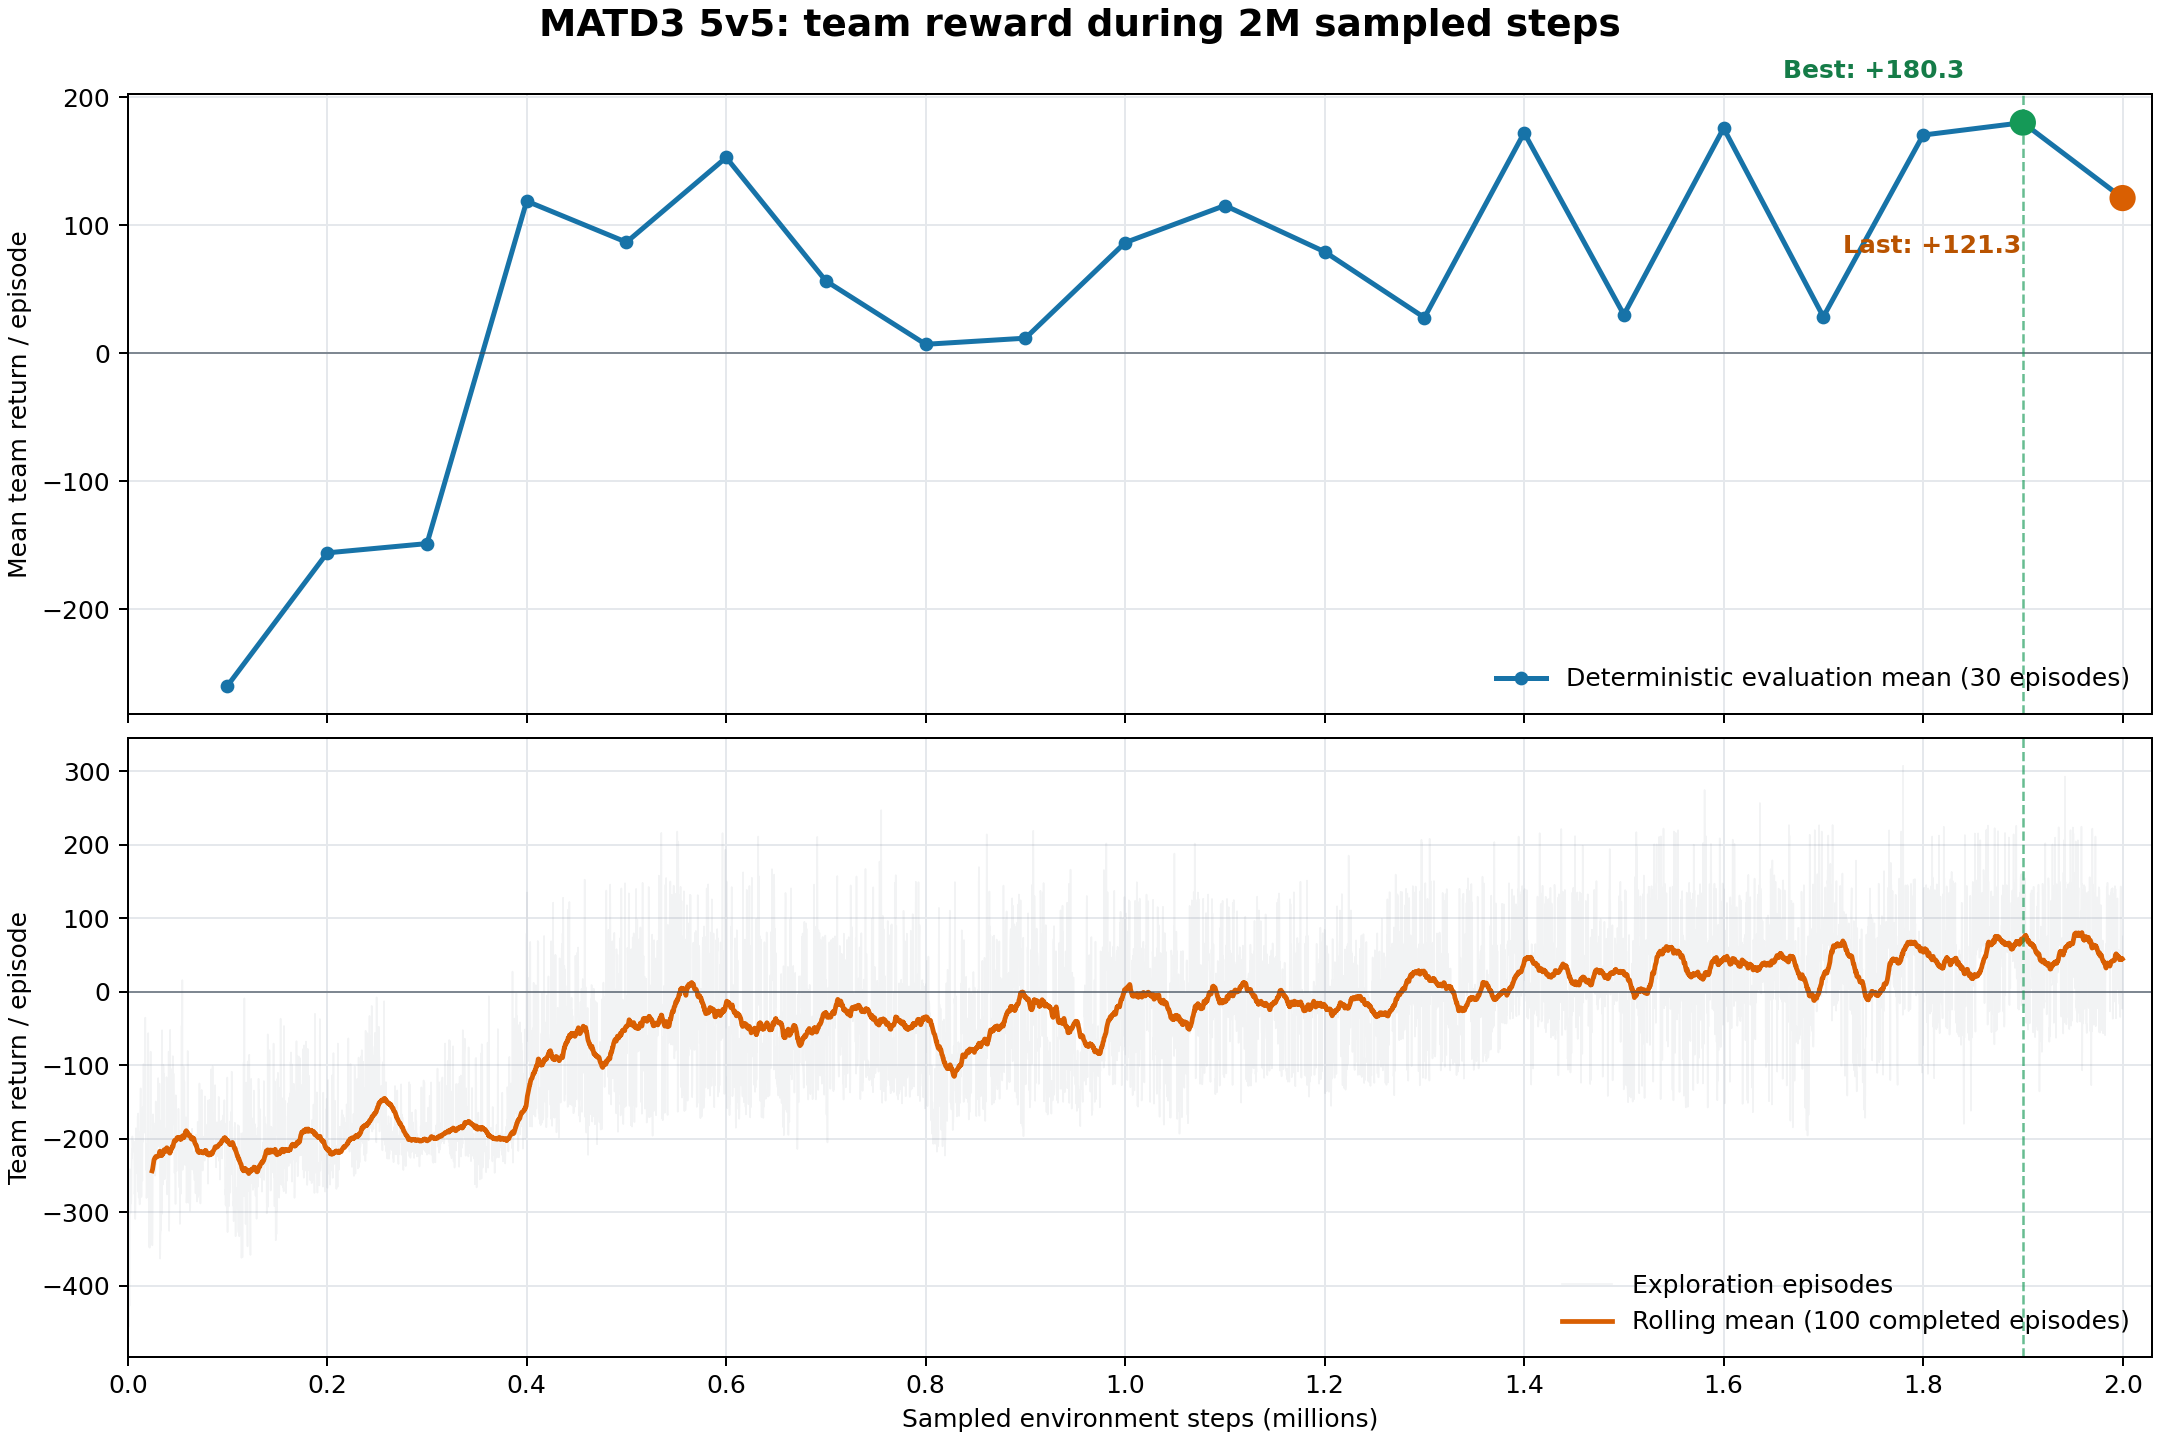 MATD3 5v5: team reward during 2M sampled steps
Best: +180.3
200
100
0
−100
−200
Mean team return / episode
Last: +121.3
Deterministic evaluation mean (30 episodes)
300
200
100
0
−100
−200
−300
−400
Team return / episode
Exploration episodes
Rolling mean (100 completed episodes)
0.0 0.2 0.4 0.6 0.8 1.0 1.2 1.4 1.6 1.8 2.0
Sampled environment steps (millions)